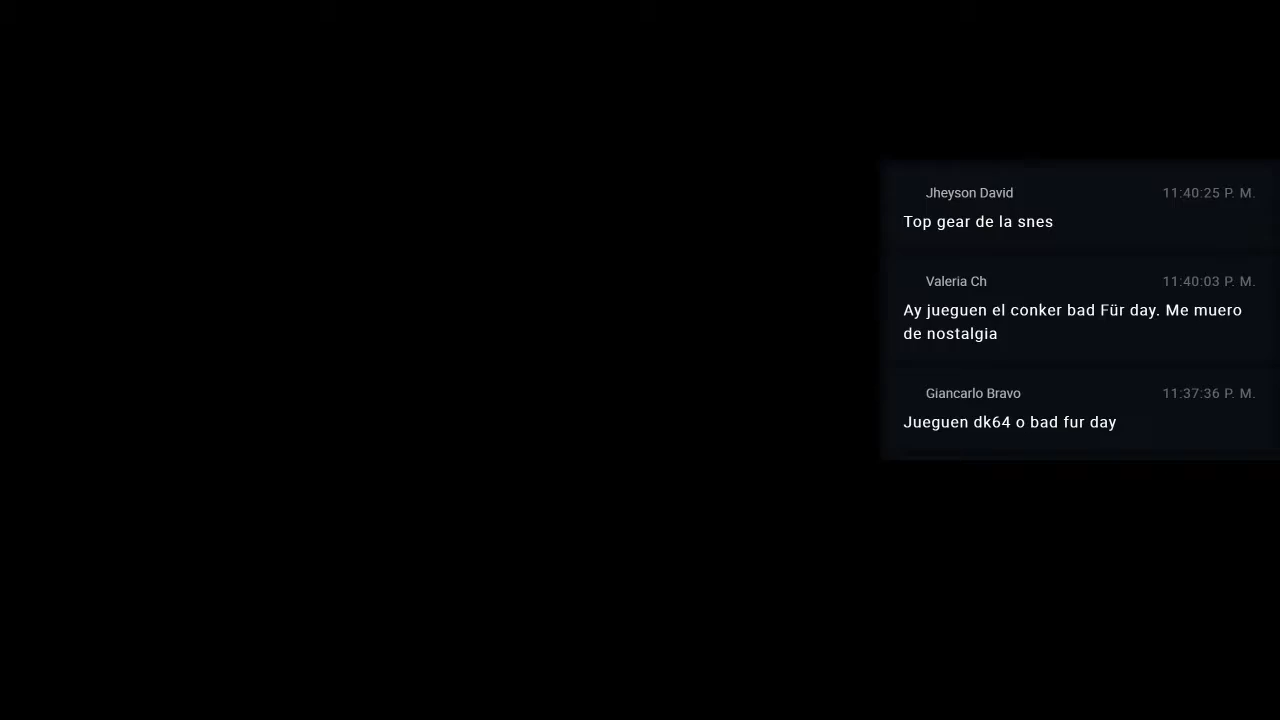 Jheyson David 11:40:25 P. M.
Top gear de la snes
Valeria Ch 11:40:03 P. M.
Ay jueguen el conker bad Für day. Me muero
de nostalgia
Giancarlo Bravo 11:37:36 P. M.
Jueguen dk64 o bad fur day